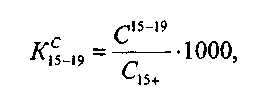 K^C_{15-19} = \frac{C^{15-19}}{C_{15+}} \cdot 1000,